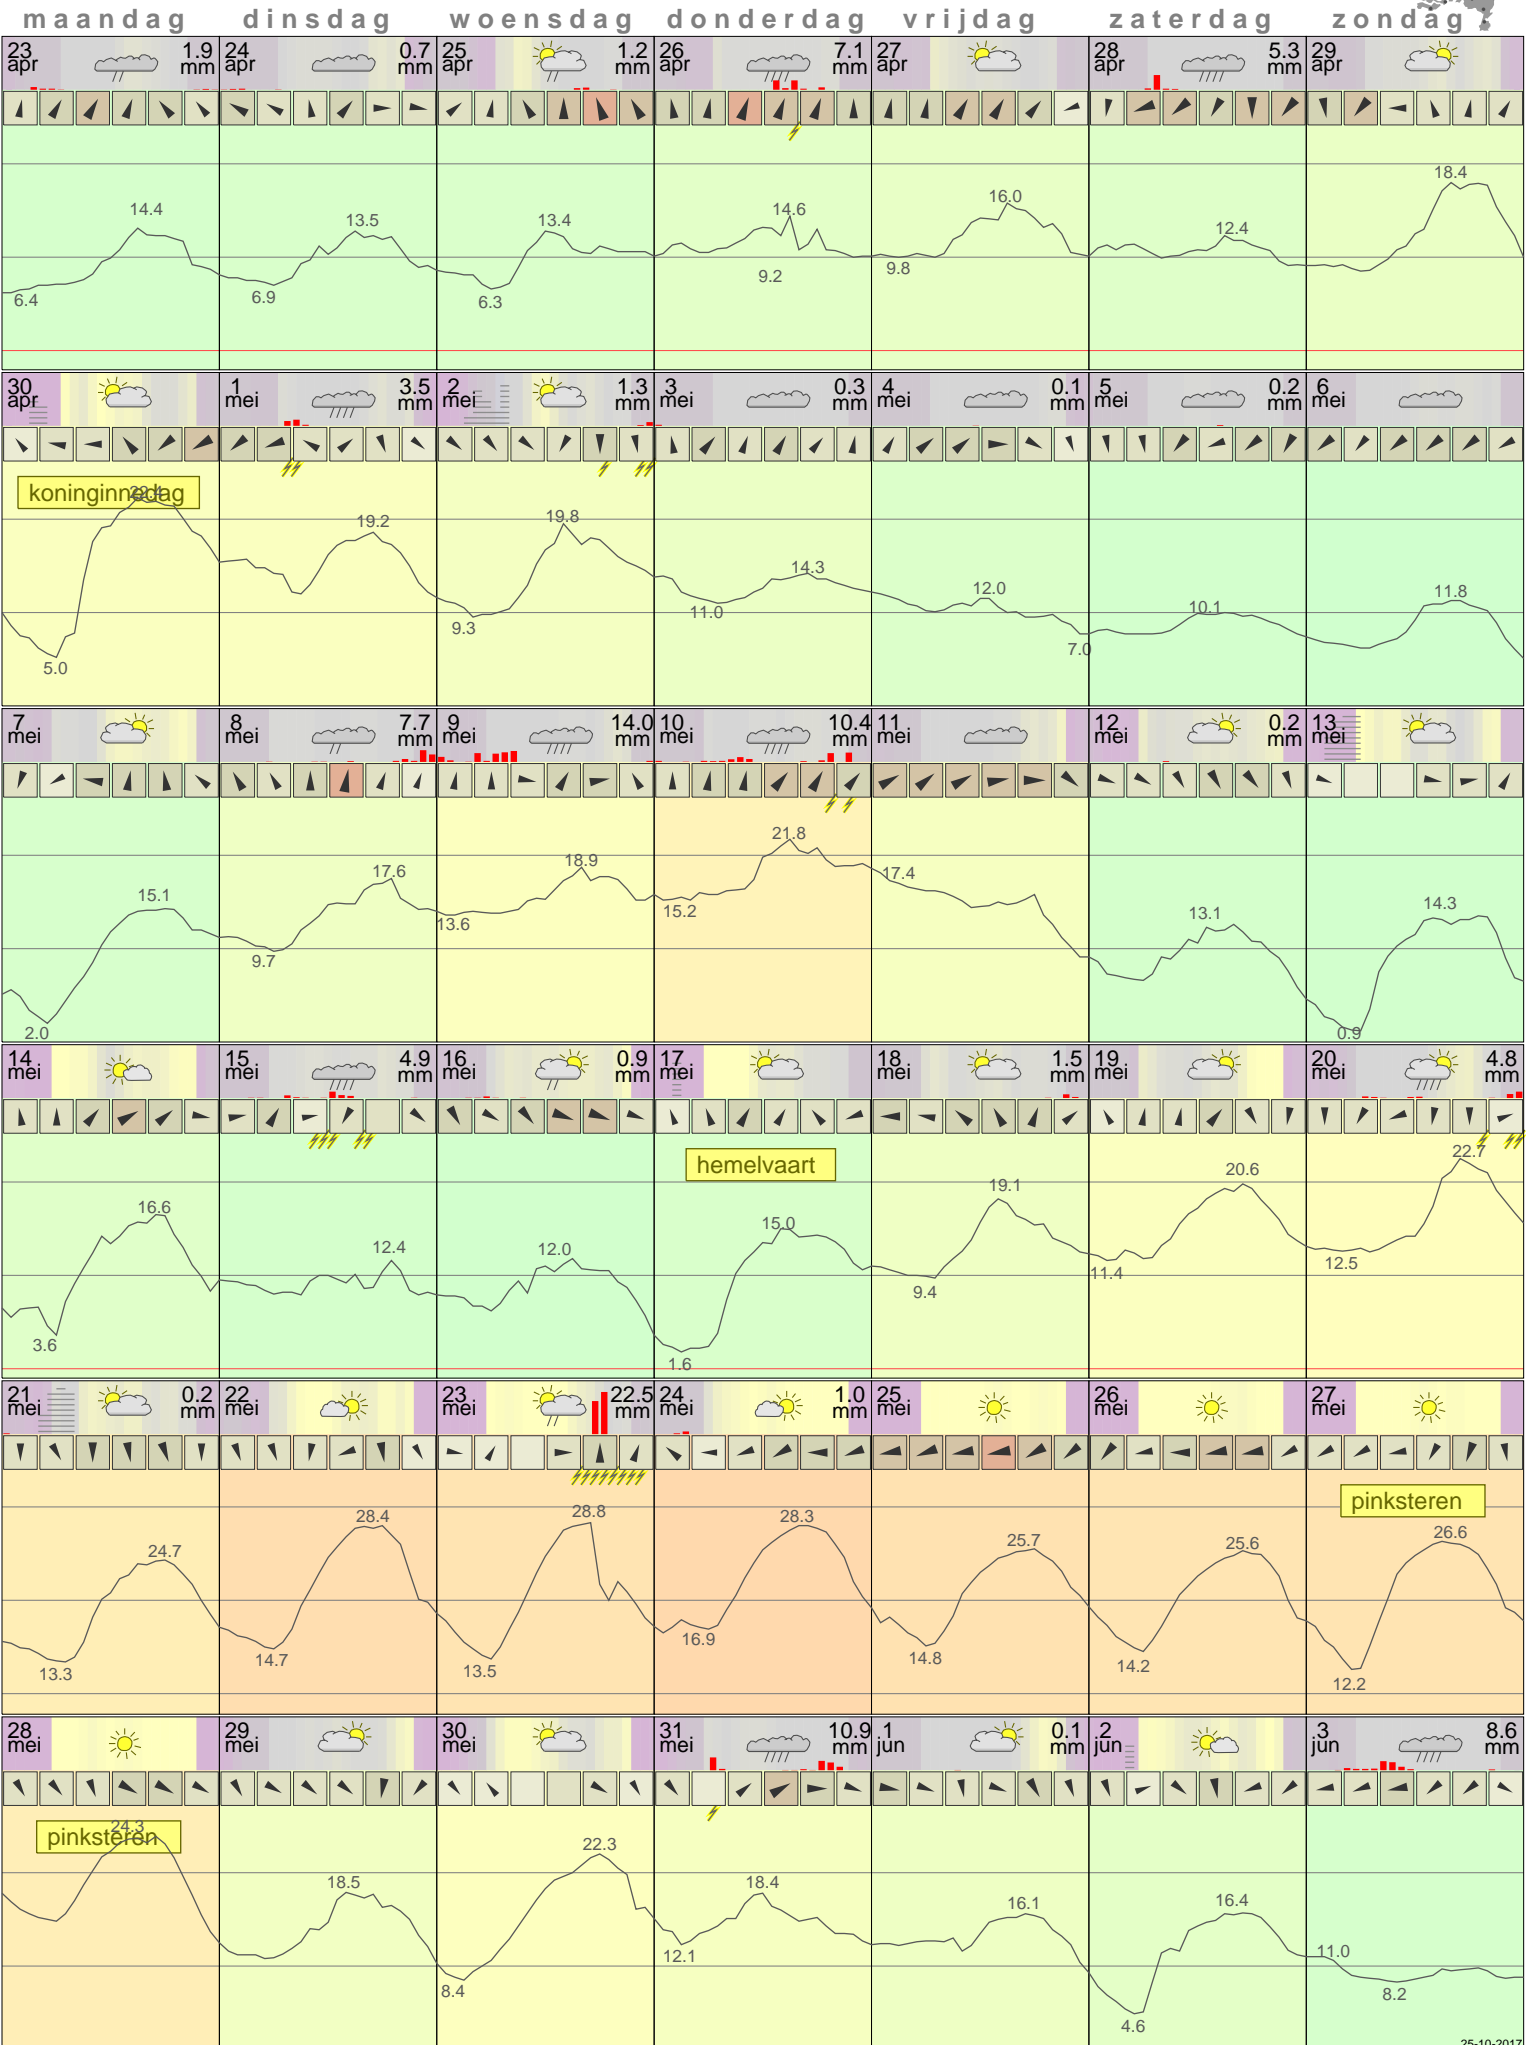 maandag dinsdag woensdag donderdag vrijdag zaterdag zondag
23 apr 1.9 mm 24 apr 0.7 mm 25 apr 1.2 mm 26 apr 7.1 mm 27 apr 28 apr 5.3 mm 29 apr
14.4 13.5 13.4 14.6 16.0 12.4 18.4
6.4 6.9 6.3 9.2 9.8
30 apr 1 mei 3.5 mm 2 mei 1.3 mm 3 mei 0.3 mm 4 mei 0.1 mm 5 mei 0.2 mm 6 mei
koninginnedag 22.4
19.2 19.8 14.3 12.0 10.1 11.8
5.0 9.3 11.0 7.0
7 mei 8 mei 7.7 mm 9 mei 14.0 mm 10 mei 10.4 mm 11 mei 12 mei 0.2 mm 13 mei
15.1 17.6 18.9 21.8 17.4 13.1 14.3
2.0 9.7 13.6 15.2 0.9
14 mei 15 mei 4.9 mm 16 mei 0.9 mm 17 mei 18 mei 1.5 mm 19 mei 20 mei 4.8 mm
hemelvaart
16.6 12.4 12.0 15.0 19.1 20.6 22.7
3.6 1.6 9.4 11.4 12.5
21 mei 0.2 mm 22 mei 23 mei 22.5 mm 24 mei 1.0 mm 25 mei 26 mei 27 mei
pinksteren
24.7 28.4 28.8 28.3 25.7 25.6 26.6
13.3 14.7 13.5 16.9 14.8 14.2 12.2
28 mei 29 mei 30 mei 31 mei 10.9 mm 1 jun 0.1 mm 2 jun 3 jun 8.6 mm
pinksteren 24.3
18.5 22.3 18.4 16.1 16.4 11.0
8.4 12.1 4.6 8.2
25-10-2017